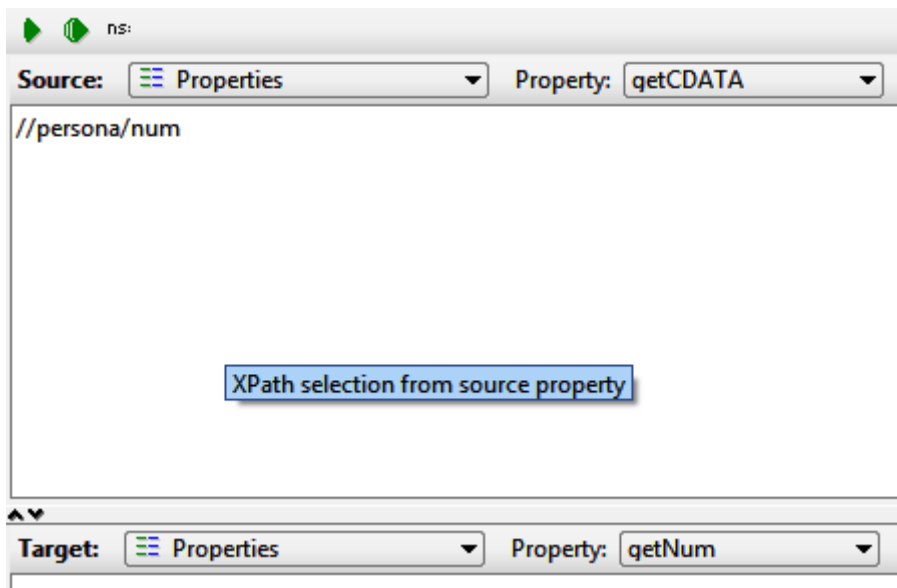 ns:
Source: Properties Property: getCDATA
//persona/num
XPath selection from source property
Target: Properties Property: getNum